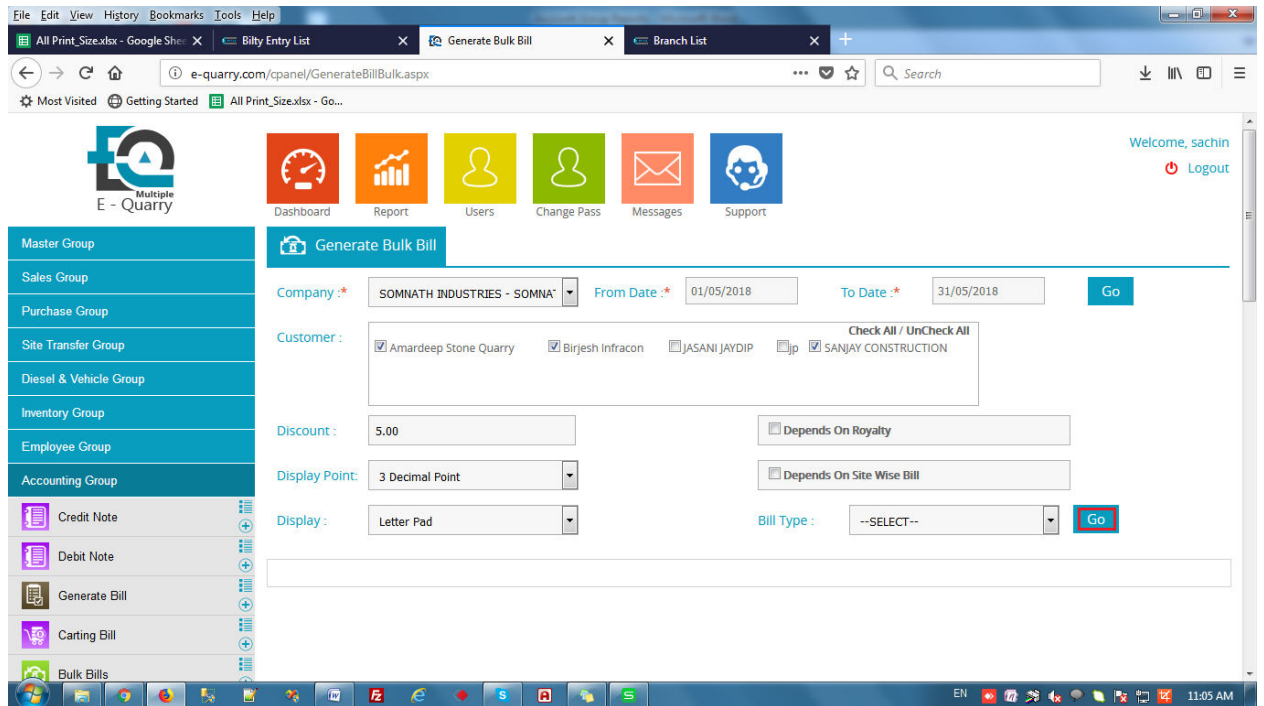 File Edit View History Bookmarks Tools Help
All Print_Size.xlsx - Google She X Bilty Entry List X Generate Bulk Bill X Branch List X +
e-quarry.com/cpanel/GenerateBillBulk.aspx Search
Most Visited Getting Started All Print_Size.xlsx - Go...
Welcome, sachin
Logout
Multiple
E - Quarry
Dashboard Report Users Change Pass Messages Support
Master Group
Sales Group
Purchase Group
Site Transfer Group
Diesel & Vehicle Group
Inventory Group
Employee Group
Accounting Group
Credit Note
Debit Note
Generate Bill
Carting Bill
Bulk Bills
Generate Bulk Bill
Company :* SOMNATH INDUSTRIES - SOMNA From Date :* 01/05/2018 To Date :* 31/05/2018 Go
Customer : Check All / UnCheck All
Amardeep Stone Quarry Birjesh Infracon JASANI JAYDIP jp SANJAY CONSTRUCTION
Discount : 5.00 Depends On Royalty
Display Point: 3 Decimal Point Depends On Site Wise Bill
Display : Letter Pad Bill Type : --SELECT-- Go
EN 11:05 AM